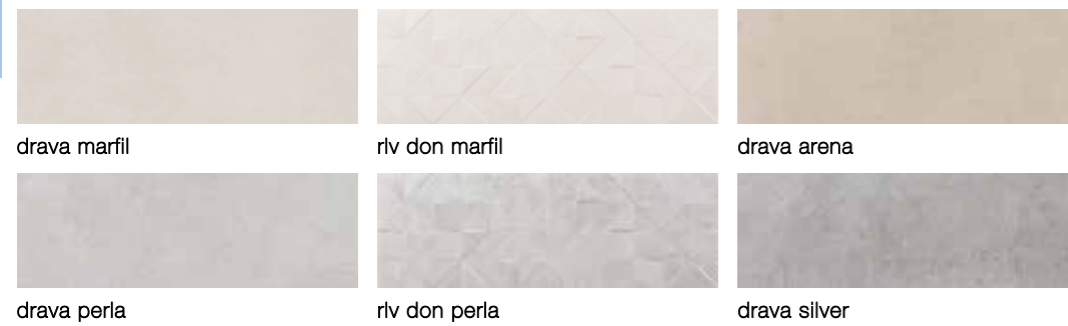 drava marfil
rlv don marfil
drava arena
drava perla
rlv don perla
drava silver